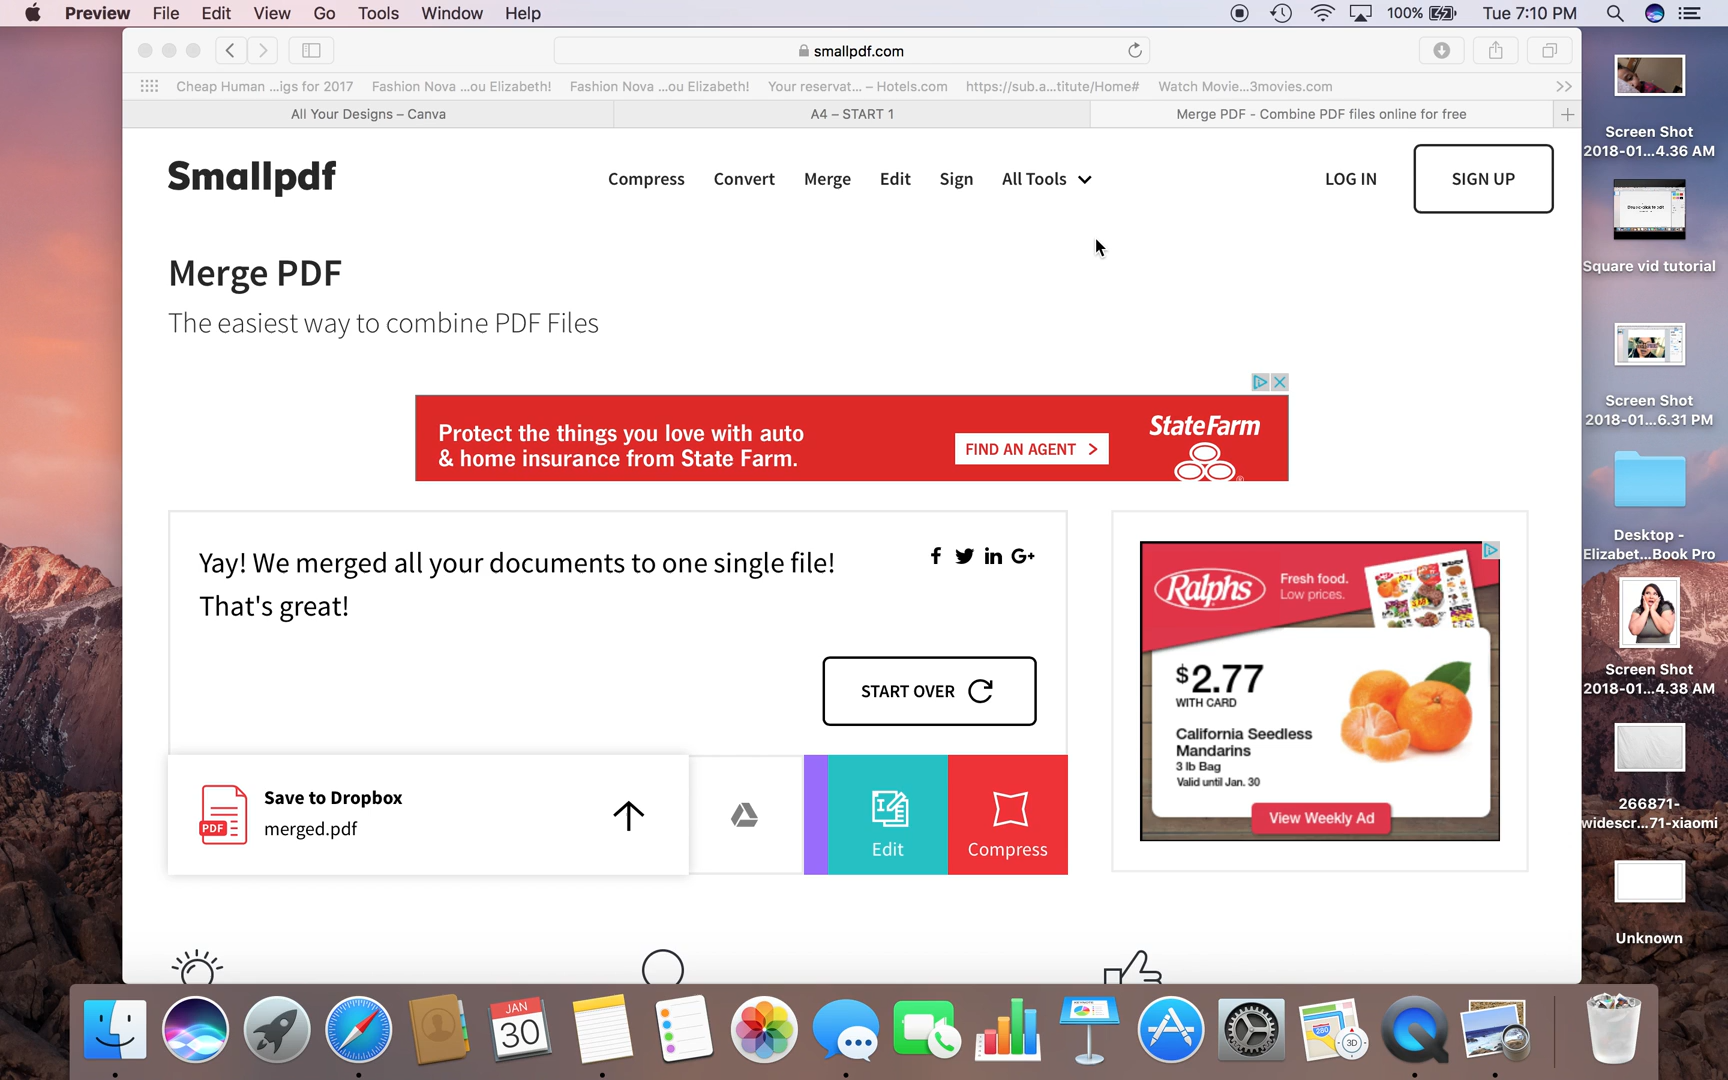 Preview File Edit View Go Tools Window Help
100% Tue 7:10 PM
smallpdf.com
Cheap Human ...igs for 2017 Fashion Nova ...ou Elizabeth! Fashion Nova ...ou Elizabeth! Your reservat... – Hotels.com https://sub.a...titute/Home# Watch Movie...3movies.com
All Your Designs – Canva A4 – START 1 Merge PDF - Combine PDF files online for free
Smallpdf
Compress Convert Merge Edit Sign All Tools
LOG IN SIGN UP
Merge PDF
The easiest way to combine PDF Files
Protect the things you love with auto
& home insurance from State Farm.
FIND AN AGENT >
StateFarm
Yay! We merged all your documents to one single file!
That's great!
START OVER
PDF
Save to Dropbox
merged.pdf
Edit
Compress
Ralphs
Fresh food.
Low prices.
$2.77
WITH CARD
California Seedless
Mandarins
3 lb Bag
Valid until Jan. 30
View Weekly Ad
Screen Shot
2018-01...4.36 AM
Square vid tutorial
Screen Shot
2018-01...6.31 PM
Desktop -
Elizabet...Book Pro
Screen Shot
2018-01...4.38 AM
266871-
widescr...71-xiaomi
Unknown
JAN
30
KEYNOTE
280
3D